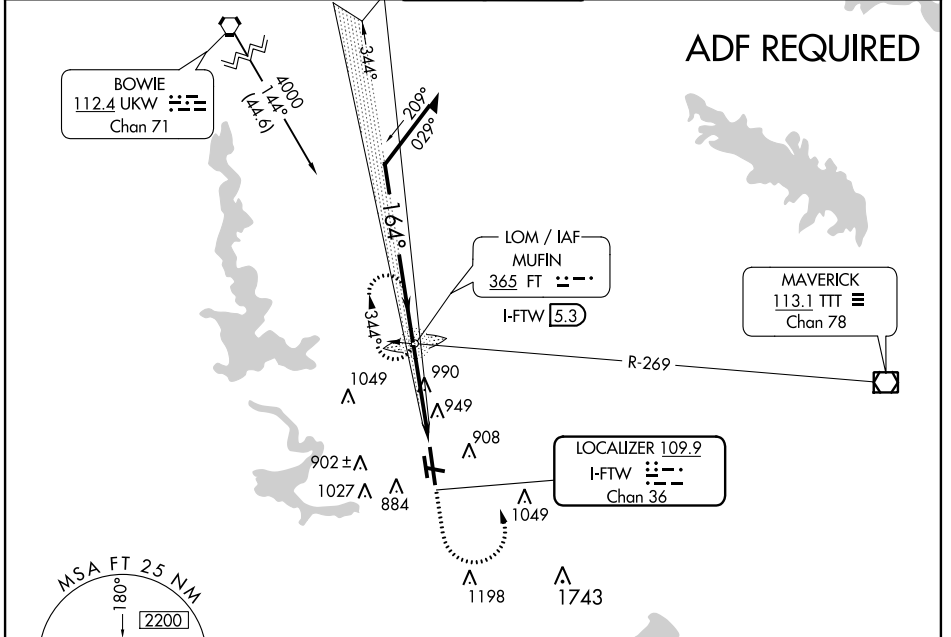 ADF REQUIRED
BOWIE
112.4 UKW
Chan 71
4000
144°
(44.6)
344°
209°
029°
164°
LOM / IAF
MUFIN
365 FT
I-FTW 5.3
MAVERICK
113.1 TTT
Chan 78
344°
R-269
1049
990
949
908
902±
1027
884
LOCALIZER 109.9
I-FTW
Chan 36
1049
1198
1743
MSA FT 25 NM
180°
2200